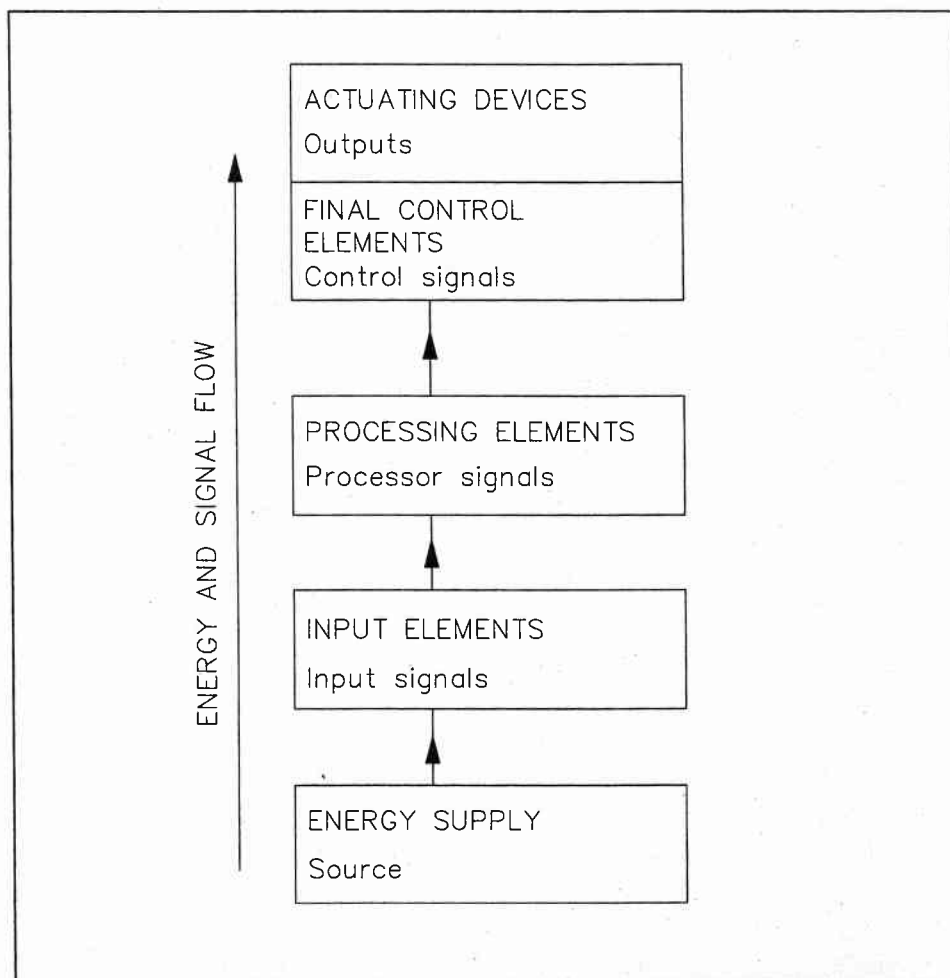 ACTUATING DEVICES
Outputs
FINAL CONTROL
ELEMENTS
Control signals
PROCESSING ELEMENTS
Processor signals
INPUT ELEMENTS
Input signals
ENERGY SUPPLY
Source
ENERGY AND SIGNAL FLOW